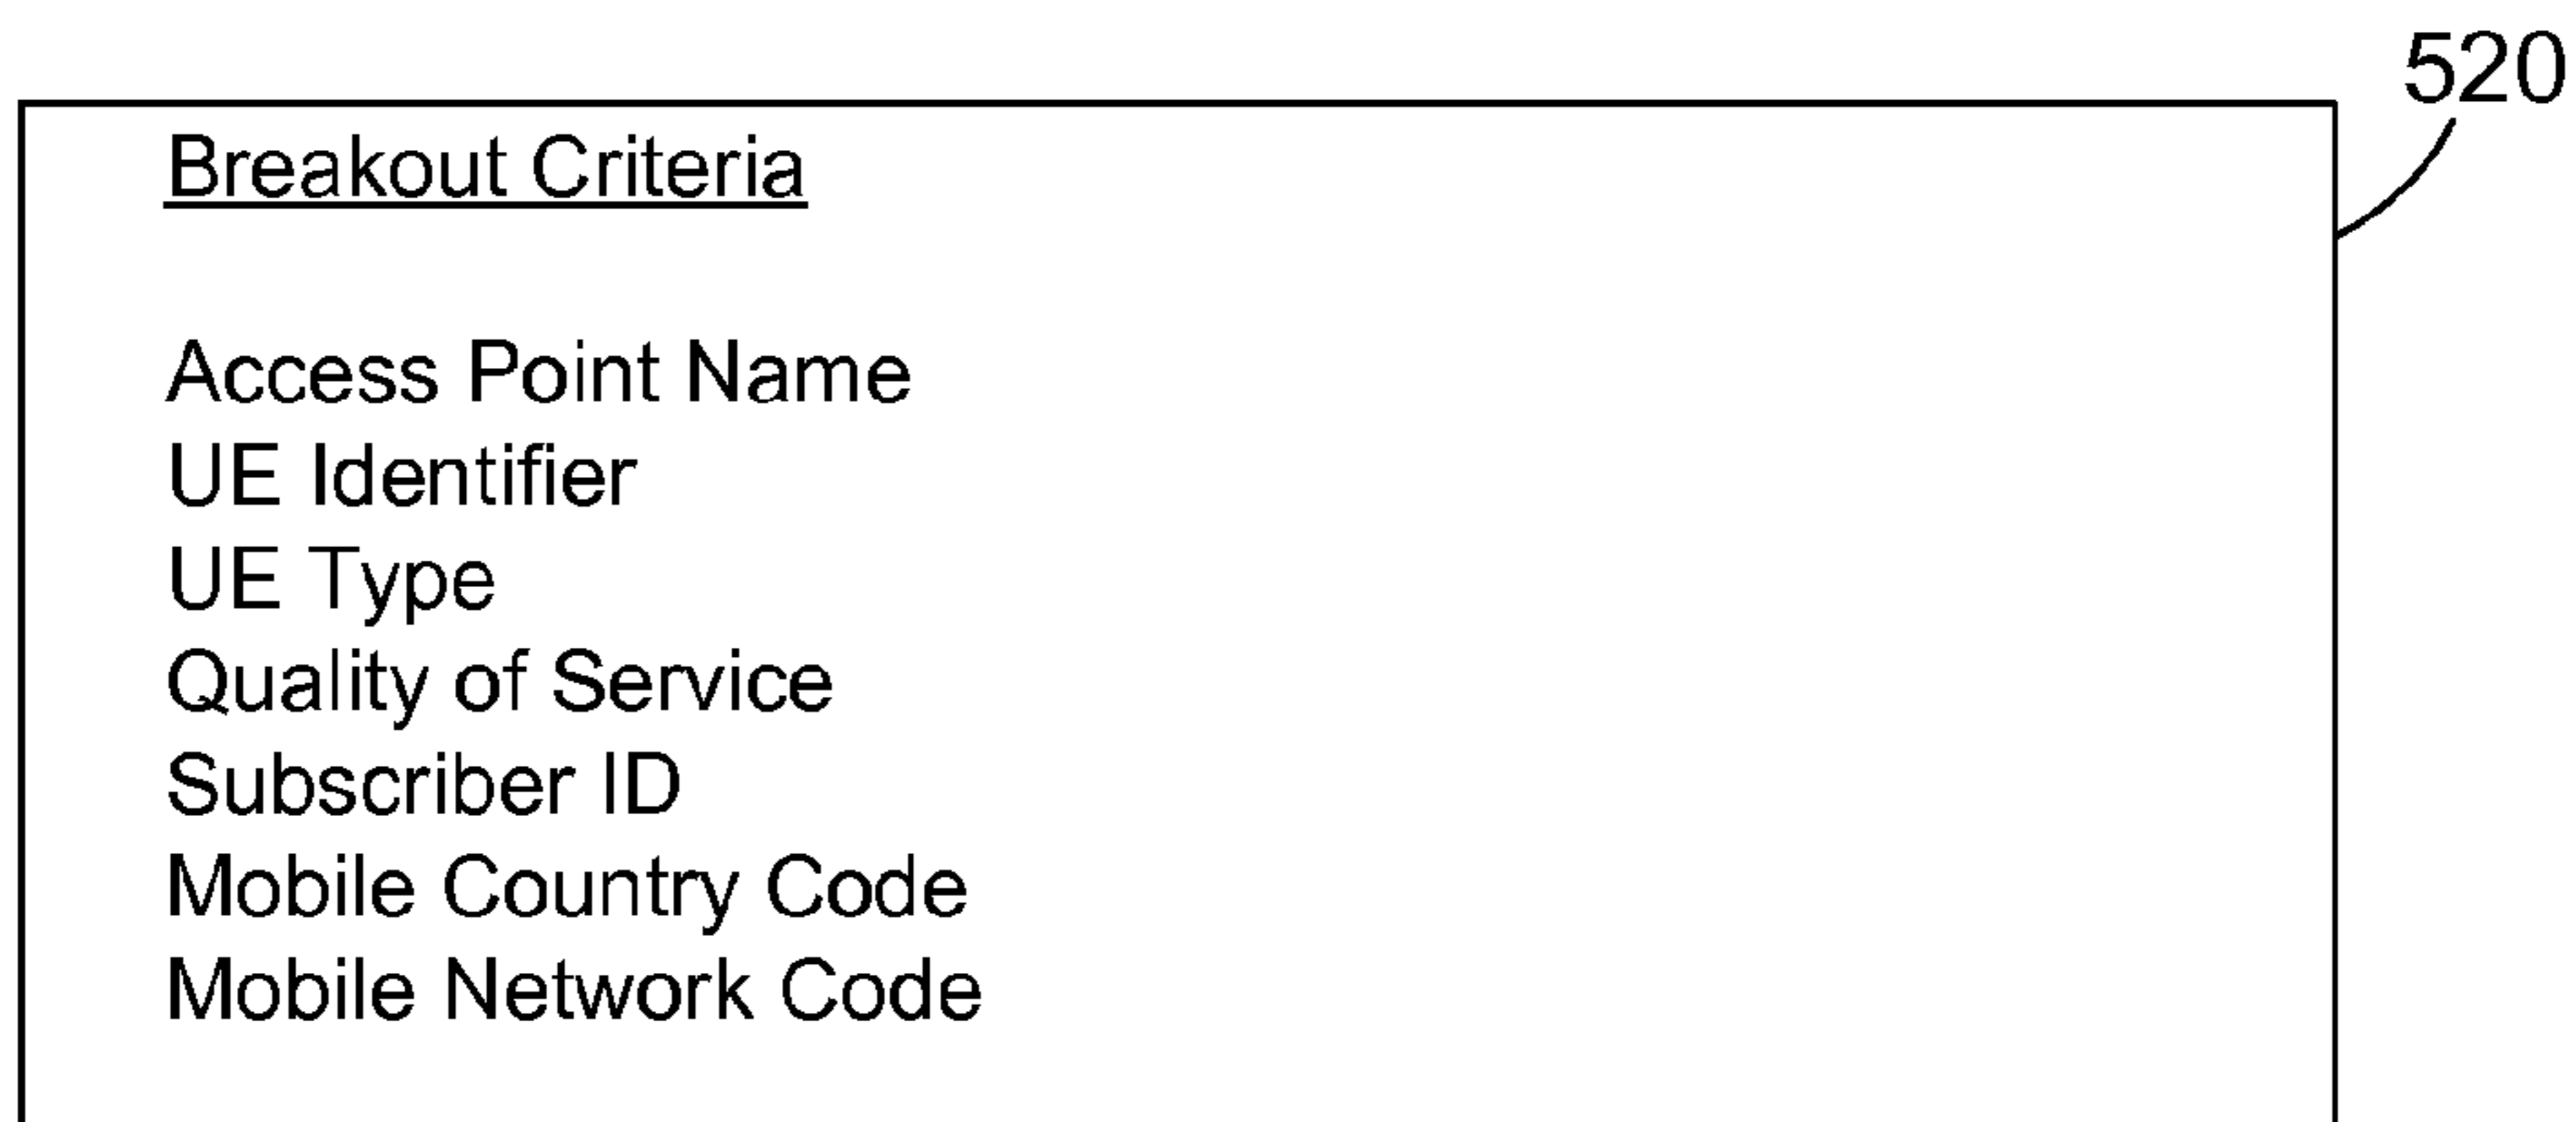 520
Breakout Criteria
Access Point Name
UE Identifier
UE Type
Quality of Service
Subscriber ID
Mobile Country Code
Mobile Network Code